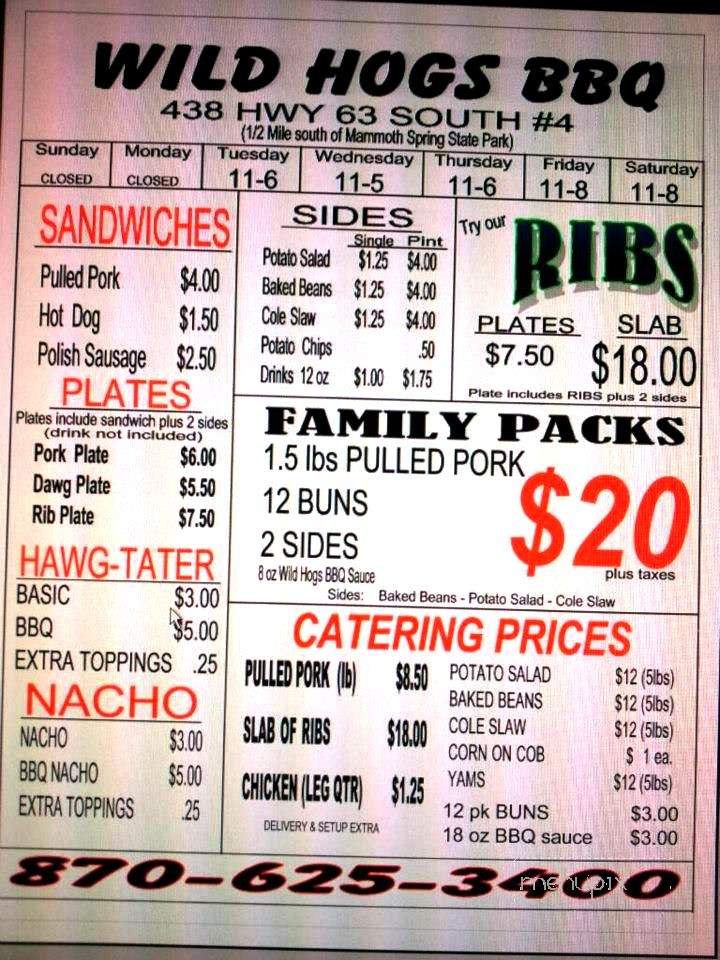 WILD HOGS BBQ
438 HWY 63 SOUTH #4
(1/2 Mile south of Mammoth Spring State Park)
Sunday Monday Tuesday Wednesday Thursday Friday Saturday
CLOSED CLOSED 11-6 11-5 11-6 11-8 11-8
SANDWICHES
Pulled Pork $4.00
Hot Dog $1.50
Polish Sausage $2.50
PLATES
Plates include sandwich plus 2 sides
(drink not included)
Pork Plate $6.00
Dawg Plate $5.50
Rib Plate $7.50
HAWG-TATER
BASIC $3.00
BBQ $5.00
EXTRA TOPPINGS .25
NACHO
NACHO $3.00
BBQ NACHO $5.00
EXTRA TOPPINGS .25
SIDES
Single Pint
Potato Salad $1.25 $4.00
Baked Beans $1.25 $4.00
Cole Slaw $1.25 $4.00
Potato Chips .50
Drinks 12 oz $1.00 $1.75
Try our RIBS
PLATES SLAB
$7.50 $18.00
Plate includes RIBS plus 2 sides
FAMILY PACKS
1.5 lbs PULLED PORK
12 BUNS
2 SIDES
8 oz Wild Hogs BBQ Sauce
$20
plus taxes
Sides: Baked Beans - Potato Salad - Cole Slaw
CATERING PRICES
PULLED PORK (lb) $8.50
SLAB OF RIBS $18.00
CHICKEN (LEG QTR) $1.25
DELIVERY & SETUP EXTRA
POTATO SALAD $12 (5lbs)
BAKED BEANS $12 (5lbs)
COLE SLAW $12 (5lbs)
CORN ON COB $ 1 ea.
YAMS $12 (5lbs)
12 pk BUNS $3.00
18 oz BBQ sauce $3.00
870-625-3400
menupix